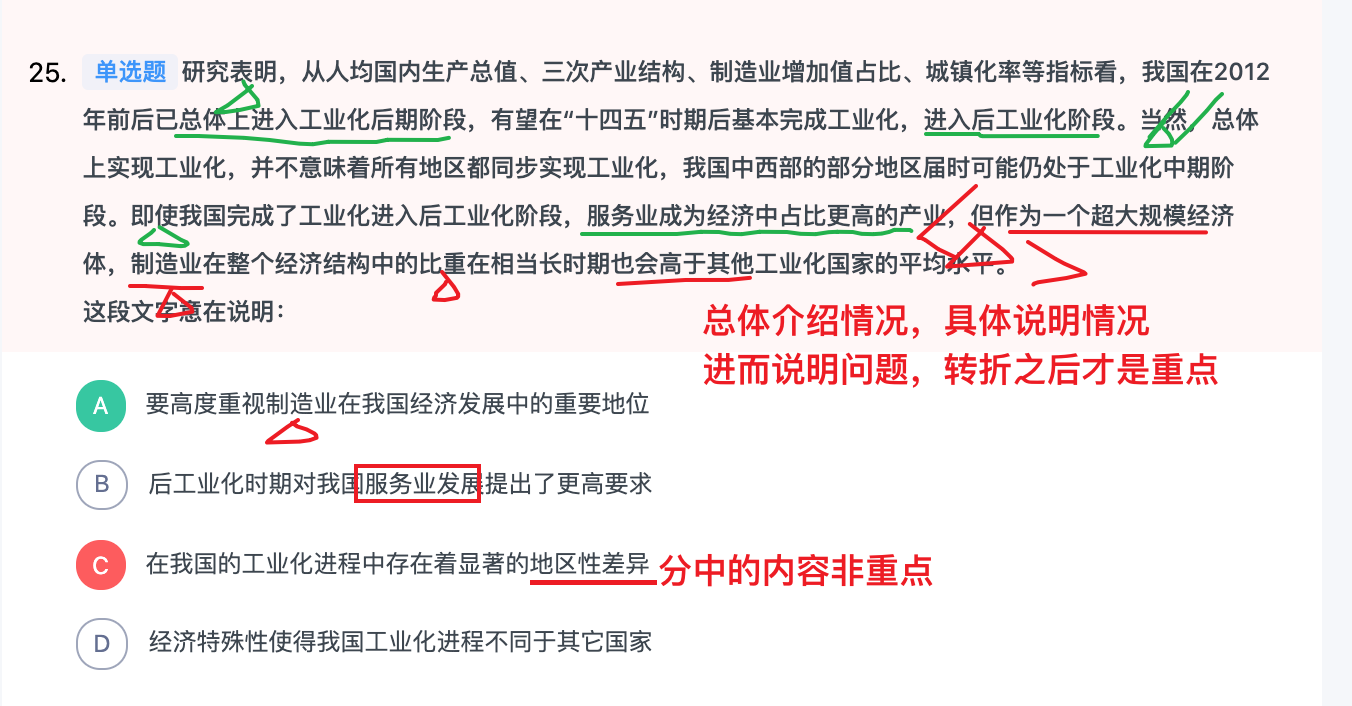 25. 单选题 研究表明，从人均国内生产总值、三次产业结构、制造业增加值占比、城镇化率等指标看，我国在2012
年前后已总体上进入工业化后期阶段，有望在“十四五”时期后基本完成工业化，进入后工业化阶段。当然，总体
上实现工业化，并不意味着所有地区都同步实现工业化，我国中西部的部分地区届时可能仍处于工业化中期阶
段。即使我国完成了工业化进入后工业化阶段，服务业成为经济中占比更高的产业，但作为一个超大规模经济
体，制造业在整个经济结构中的比重在相当长时期也会高于其他工业化国家的平均水平。
这段文字意在说明：
总体介绍情况，具体说明情况
进而说明问题，转折之后才是重点
A 要高度重视制造业在我国经济发展中的重要地位
B 后工业化时期对我国服务业发展提出了更高要求
C 在我国的工业化进程中存在着显著的地区性差异 分中的内容非重点
D 经济特殊性使得我国工业化进程不同于其它国家